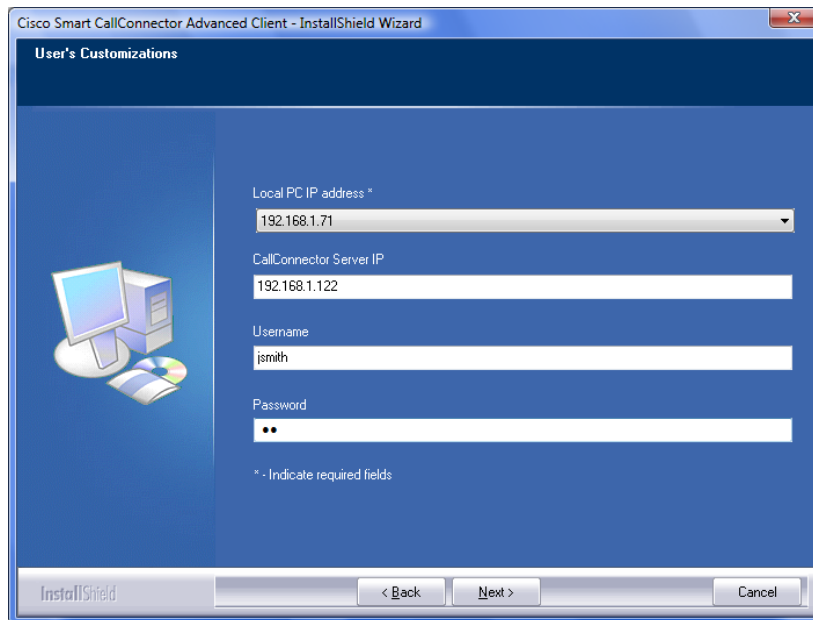 Cisco Smart CallConnector Advanced Client - InstallShield Wizard
User's Customizations
Local PC IP address *
192.168.1.71
CallConnector Server IP
192.168.1.122
Username
jsmith
Password
••
* - Indicate required fields
InstallShield
< Back
Next >
Cancel